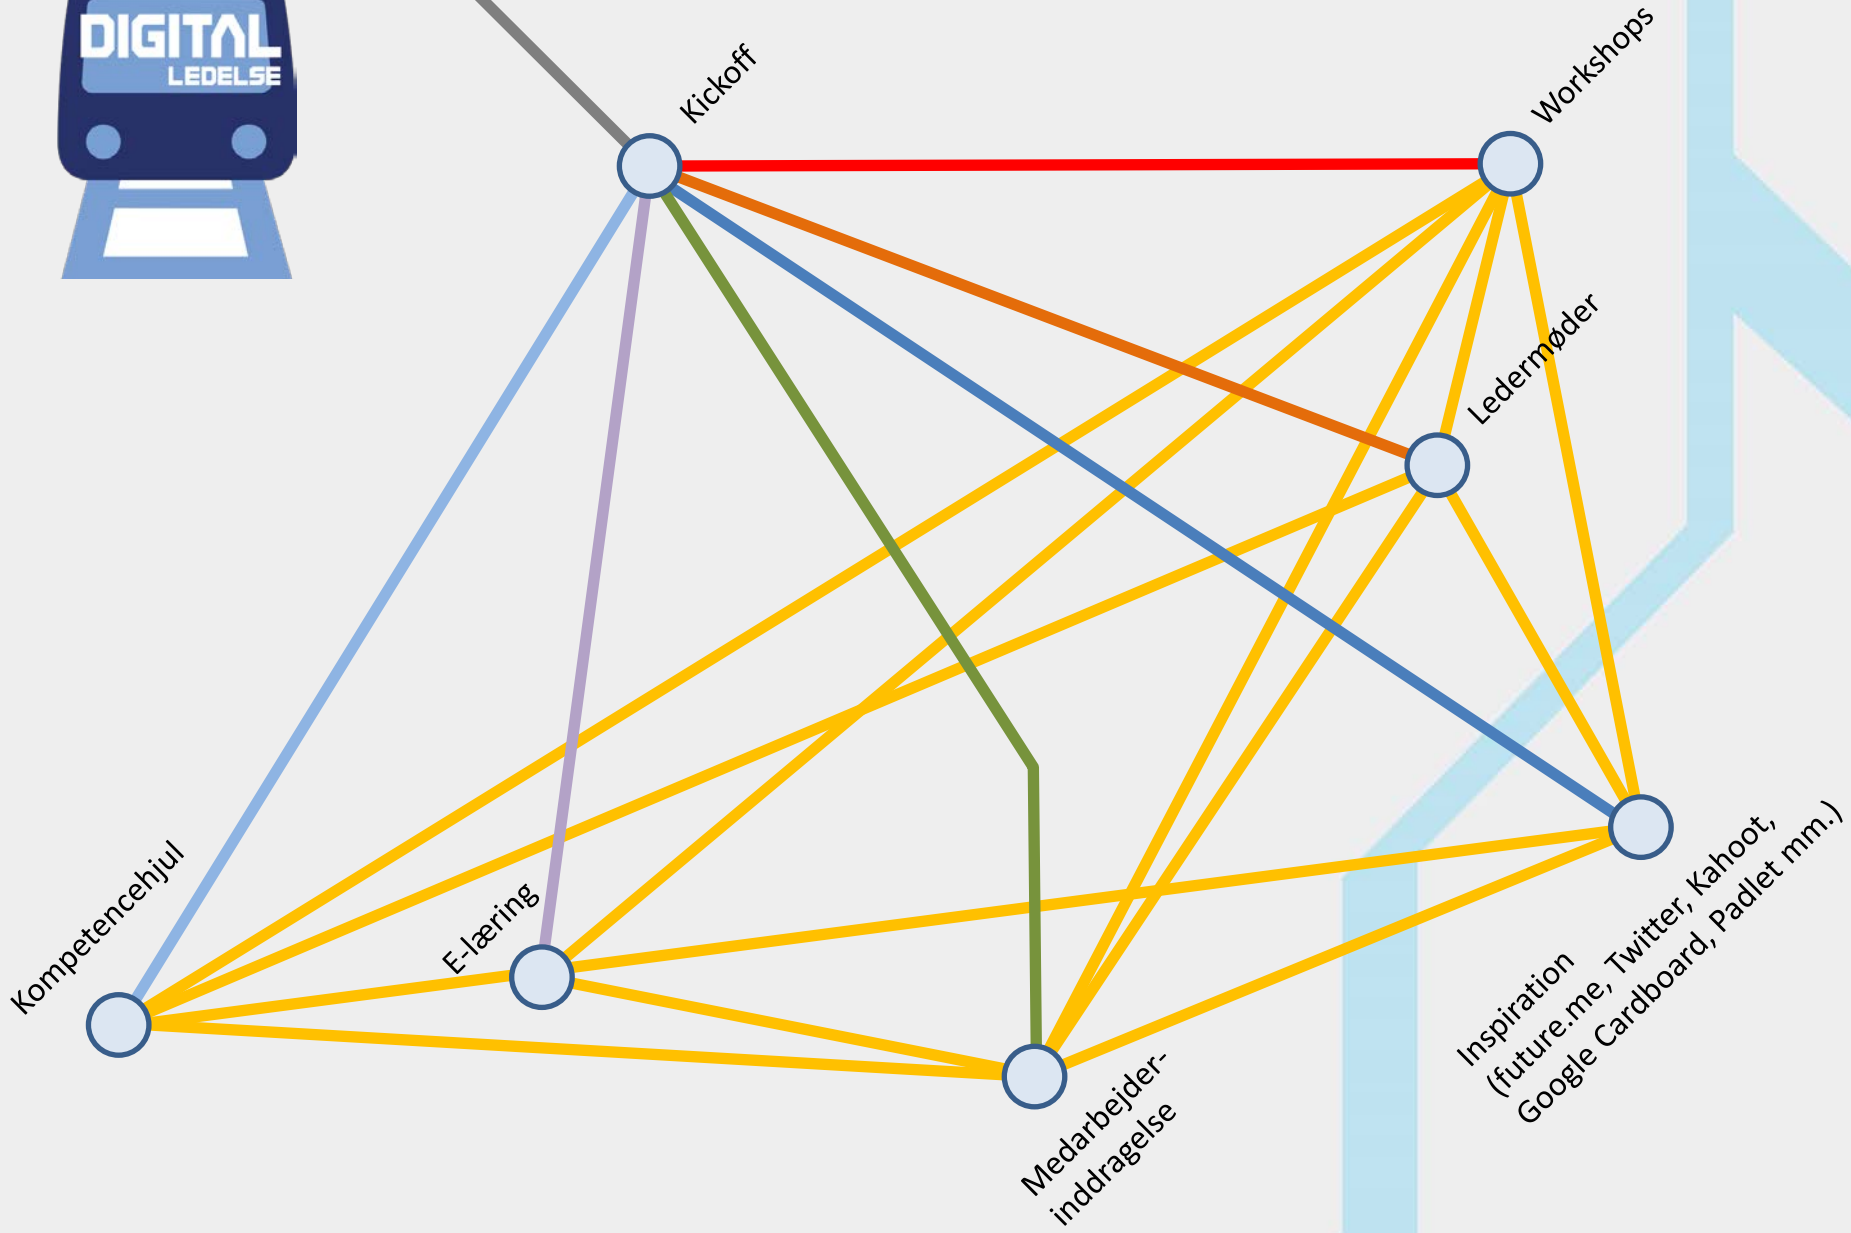 DIGITAL
LEDELSE
Kickoff
Workshops
Ledermøder
Kompetencehjul
E-læring
Medarbejder-
inddragelse
Inspiration
(future.me, Twitter, Kahoot,
Google Cardboard, Padlet mm.)